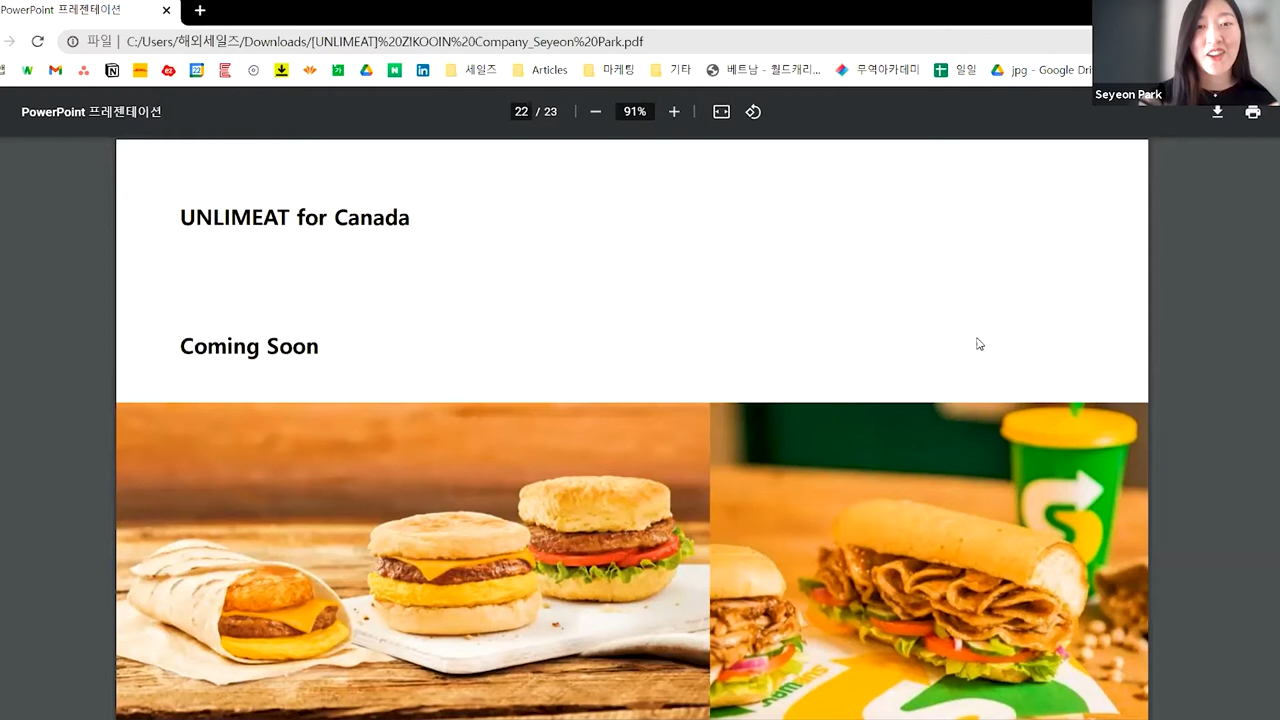 PowerPoint 프레젠테이션
파일 | C:/Users/해외세일즈/Downloads/[UNLIMEAT]%20ZIKOOIN%20Company_Seyeon%20Park.pdf
세일즈
Articles
마케팅
기타
베트남 - 월드캐리...
무역아카데미
일일
jpg - Google Dri
Seyeon Park
PowerPoint 프레젠테이션
22 / 23
91%
UNLIMEAT for Canada
Coming Soon
SUBWAY